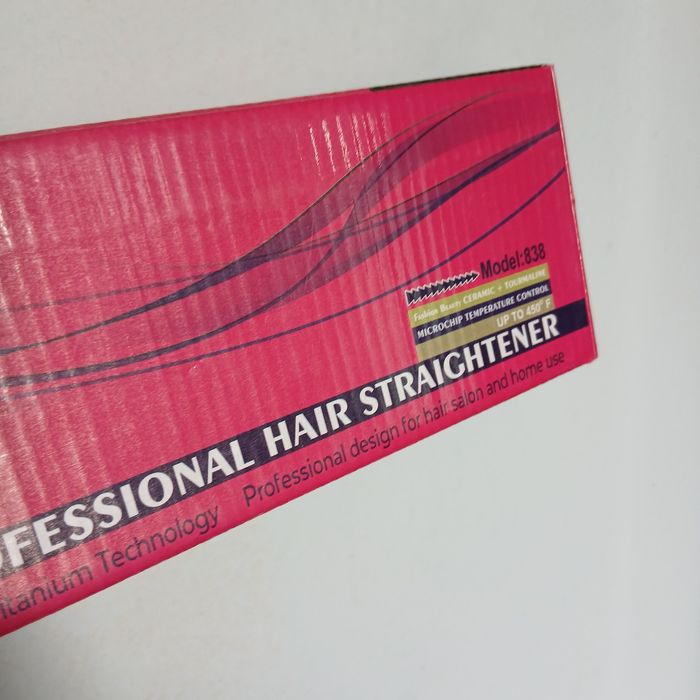 Model:838
Fashion Beauty CERAMIC + TOURMALINE
MICROCHIP TEMPERATURE CONTROL
UP TO 450° F
OFESSIONAL HAIR STRAIGHTENER
itanium Technology Professional design for hair salon and home use